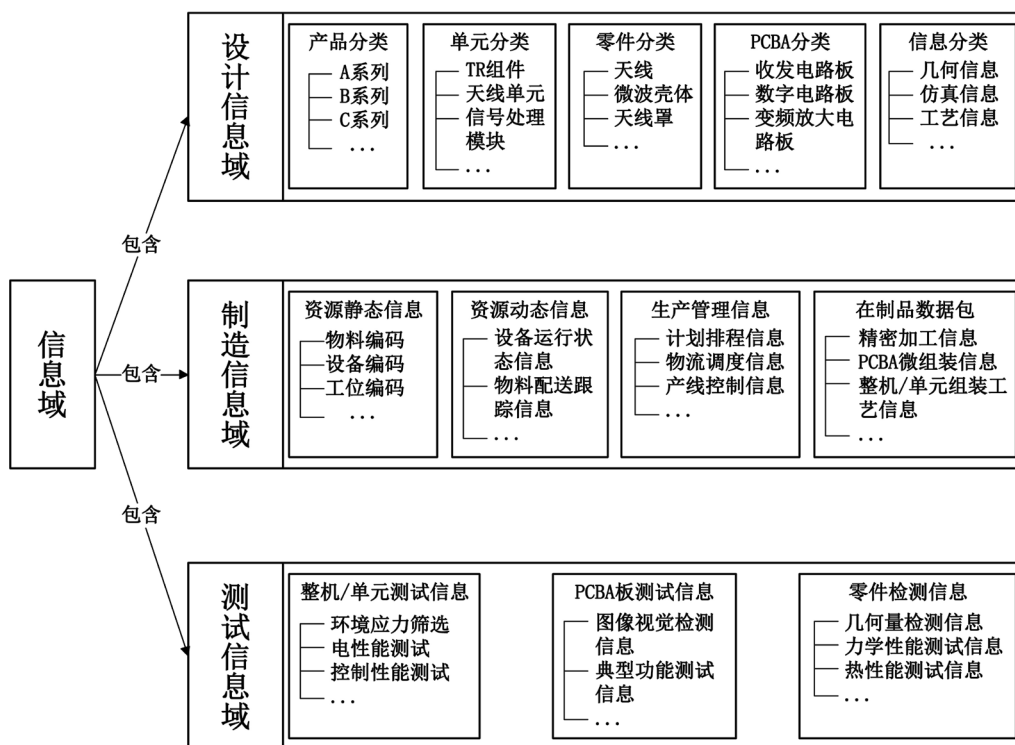 信息域
包含
包含
包含
设计信息域
产品分类
A系列
B系列
C系列
...
单元分类
TR组件
天线单元
信号处理
模块
...
零件分类
天线
微波壳体
天线罩
...
PCBA分类
收发电路板
数字电路板
变频放大电
路板
...
信息分类
几何信息
仿真信息
工艺信息
...
制造信息域
资源静态信息
物料编码
设备编码
工位编码
...
资源动态信息
设备运行状
态信息
物料配送跟
踪信息
...
生产管理信息
计划排程信息
物流调度信息
产线控制信息
...
在制品数据包
精密加工信息
PCBA微组装信息
整机/单元组装工
艺信息
...
测试信息域
整机/单元测试信息
环境应力筛选
电性能测试
控制性能测试
...
PCBA板测试信息
图像视觉检测
信息
典型功能测试
信息
...
零件检测信息
几何量检测信息
力学性能测试信息
热性能测试信息
...